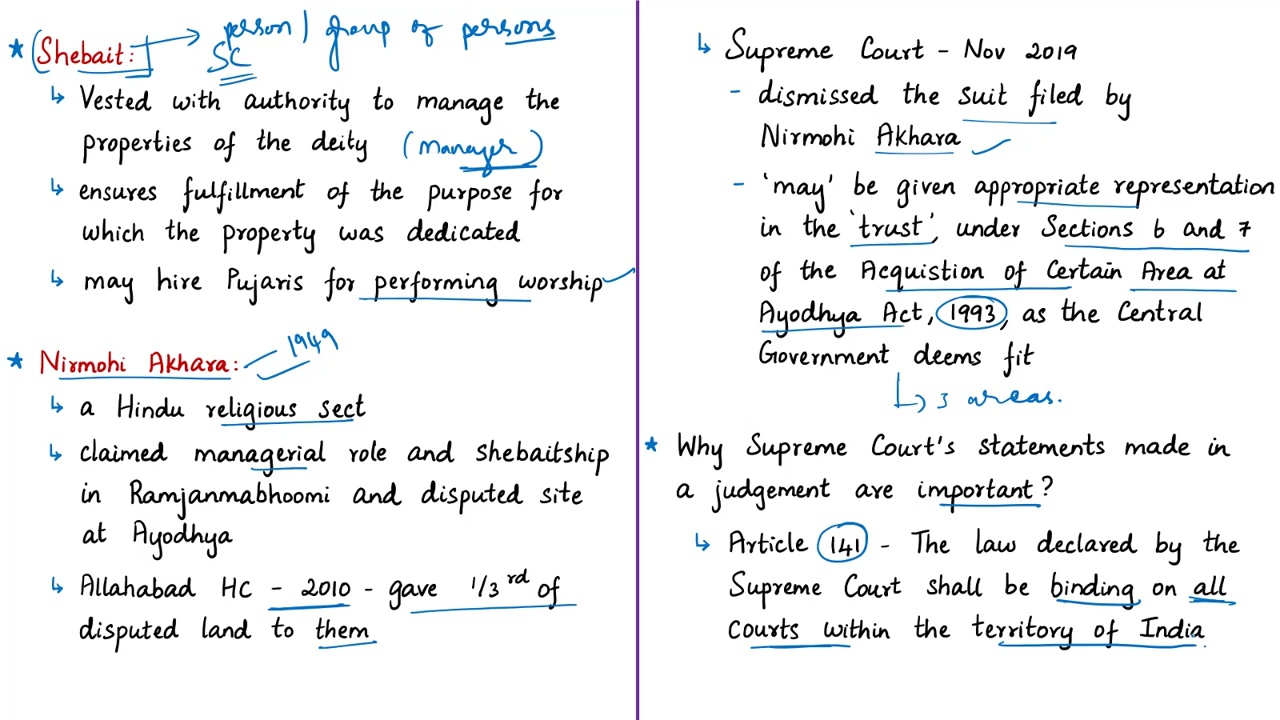 person / group of persons
* Shebait: SC
↳ Vested with authority to manage the
properties of the deity (manager)
↳ ensures fulfillment of the purpose for
which the property was dedicated
↳ may hire Pujaris for performing worship
1949
* Nirmohi Akhara:
↳ a Hindu religious sect
↳ claimed managerial role and shebaitship
in Ramjanmabhoomi and disputed site
at Ayodhya
↳ Allahabad HC - 2010 - gave 1/3rd of
disputed land to them
↳ Supreme Court - Nov 2019
- dismissed the suit filed by
Nirmohi Akhara
- 'may' be given appropriate representation
in the 'trust', under Sections 6 and 7
of the Acquistion of Certain Area at
Ayodhya Act, 1993, as the Central
Government deems fit
↳ 3 areas.
* Why Supreme Court's statements made in
a judgement are important?
↳ Article 141 - The law declared by the
Supreme Court shall be binding on all
courts within the territory of India